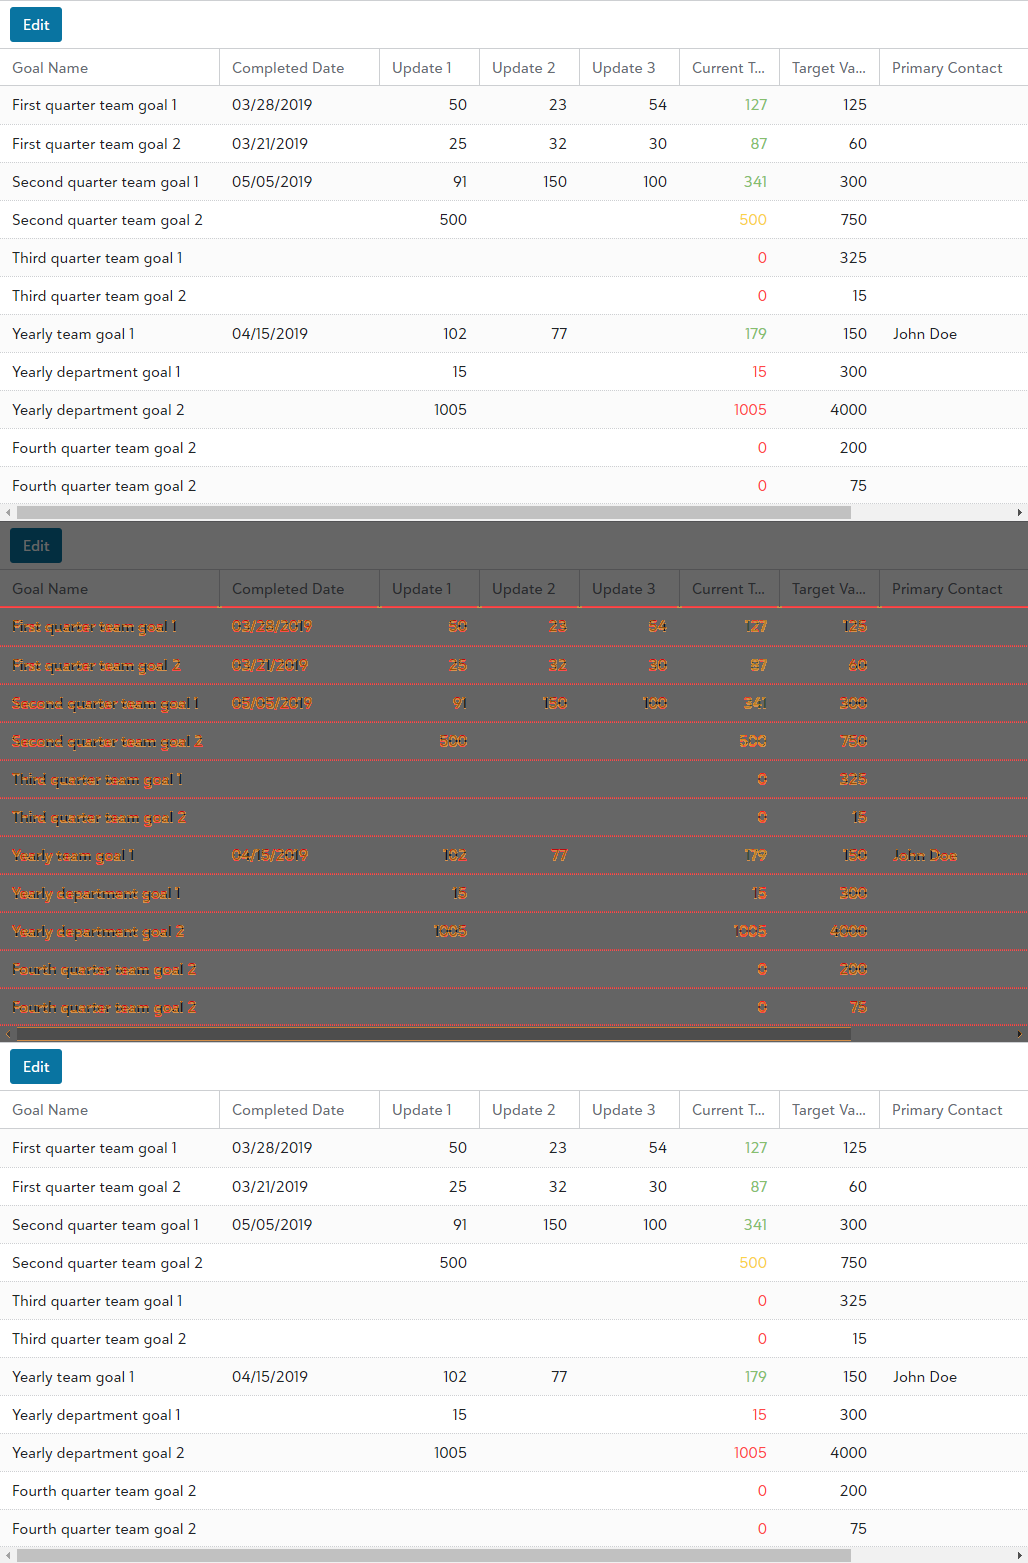 Edit
Goal Name Completed Date Update 1 Update 2 Update 3 Current T... Target Va... Primary Contact
First quarter team goal 1 03/28/2019 50 23 54 127 125
First quarter team goal 2 03/21/2019 25 32 30 87 60
Second quarter team goal 1 05/05/2019 91 150 100 341 300
Second quarter team goal 2 500 500 750
Third quarter team goal 1 0 325
Third quarter team goal 2 0 15
Yearly team goal 1 04/15/2019 102 77 179 150 John Doe
Yearly department goal 1 15 15 300
Yearly department goal 2 1005 1005 4000
Fourth quarter team goal 2 0 200
Fourth quarter team goal 2 0 75
Edit
Goal Name Completed Date Update 1 Update 2 Update 3 Current T... Target Va... Primary Contact
First quarter team goal 1 03/28/2019 50 23 54 127 125
First quarter team goal 2 03/21/2019 25 32 30 87 60
Second quarter team goal 1 05/05/2019 91 150 100 341 300
Second quarter team goal 2 500 500 750
Third quarter team goal 1 0 325
Third quarter team goal 2 0 15
Yearly team goal 1 04/15/2019 102 77 179 150 John Doe
Yearly department goal 1 15 15 300
Yearly department goal 2 1005 1005 4000
Fourth quarter team goal 2 0 200
Fourth quarter team goal 2 0 75
Edit
Goal Name Completed Date Update 1 Update 2 Update 3 Current T... Target Va... Primary Contact
First quarter team goal 1 03/28/2019 50 23 54 127 125
First quarter team goal 2 03/21/2019 25 32 30 87 60
Second quarter team goal 1 05/05/2019 91 150 100 341 300
Second quarter team goal 2 500 500 750
Third quarter team goal 1 0 325
Third quarter team goal 2 0 15
Yearly team goal 1 04/15/2019 102 77 179 150 John Doe
Yearly department goal 1 15 15 300
Yearly department goal 2 1005 1005 4000
Fourth quarter team goal 2 0 200
Fourth quarter team goal 2 0 75